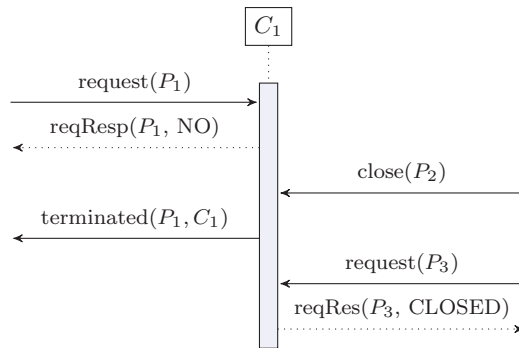 C₁
request(P₁)
reqResp(P₁, NO)
close(P₂)
terminated(P₁, C₁)
request(P₃)
reqRes(P₃, CLOSED)